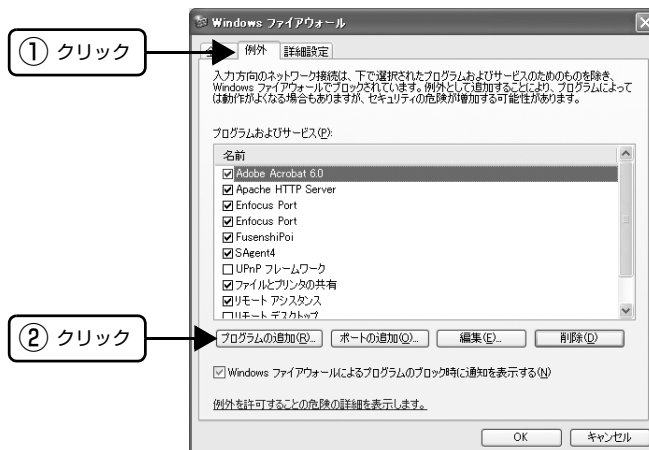 Windows ファイアウォール
① クリック
全 例外 詳細設定
入力方向のネットワーク接続は、下で選択されたプログラムおよびサービスのためのものを除き、
Windows ファイアウォールでブロックされています。例外として追加することにより、プログラムによって
は動作がよくなる場合もありますが、セキュリティの危険が増加する可能性があります。
プログラムおよびサービス(P):
名前
Adobe Acrobat 6.0
Apache HTTP Server
Enfocus Port
Enfocus Port
FusenshiPoi
SAgent4
UPnP フレームワーク
ファイルとプリンタの共有
リモート アシスタンス
リモート デスクトップ
② クリック
プログラムの追加(R)... ポートの追加(O)... 編集(E)... 削除(D)
Windows ファイアウォールによるプログラムのブロック時に通知を表示する(N)
例外を許可することの危険の詳細を表示します。
OK キャンセル